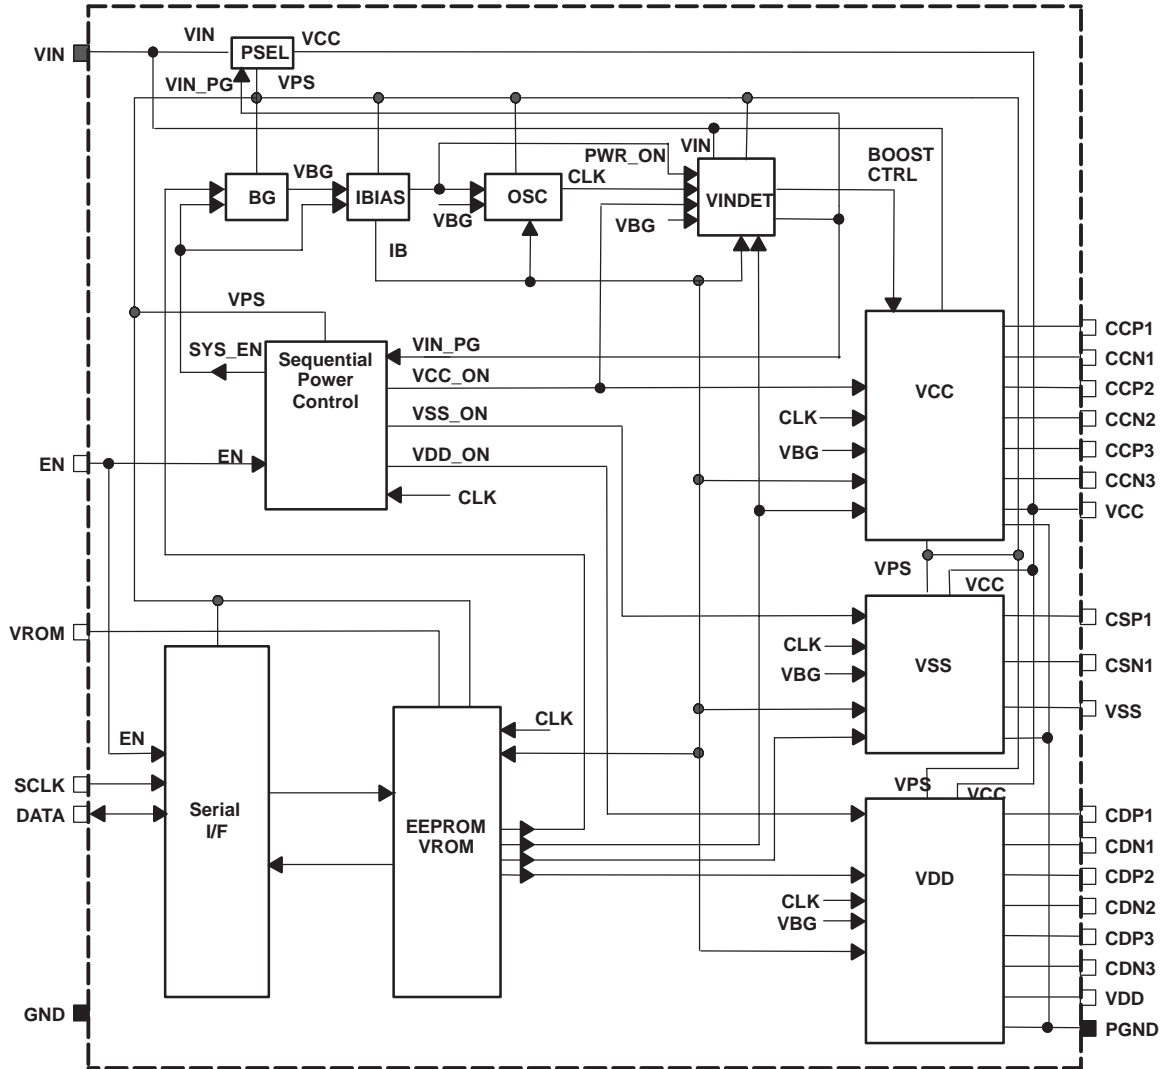 VIN
VIN
PSEL
VCC
VIN_PG
VPS
VBG
BG
IBIAS
VBG
IB
OSC
CLK
PWR_ON
VIN
VBG
VINDET
BOOST
CTRL
VPS
SYS_EN
Sequential
Power
Control
VIN_PG
VCC_ON
VSS_ON
VDD_ON
CLK
EN
EN
VCC
CLK
VBG
CCP1
CCN1
CCP2
CCN2
CCP3
CCN3
VCC
VPS
VCC
VROM
VSS
CLK
VBG
CSP1
CSN1
VSS
EN
SCLK
DATA
Serial
I/F
CLK
EEPROM
VROM
VPS
VCC
VDD
CLK
VBG
CDP1
CDN1
CDP2
CDN2
CDP3
CDN3
VDD
PGND
GND